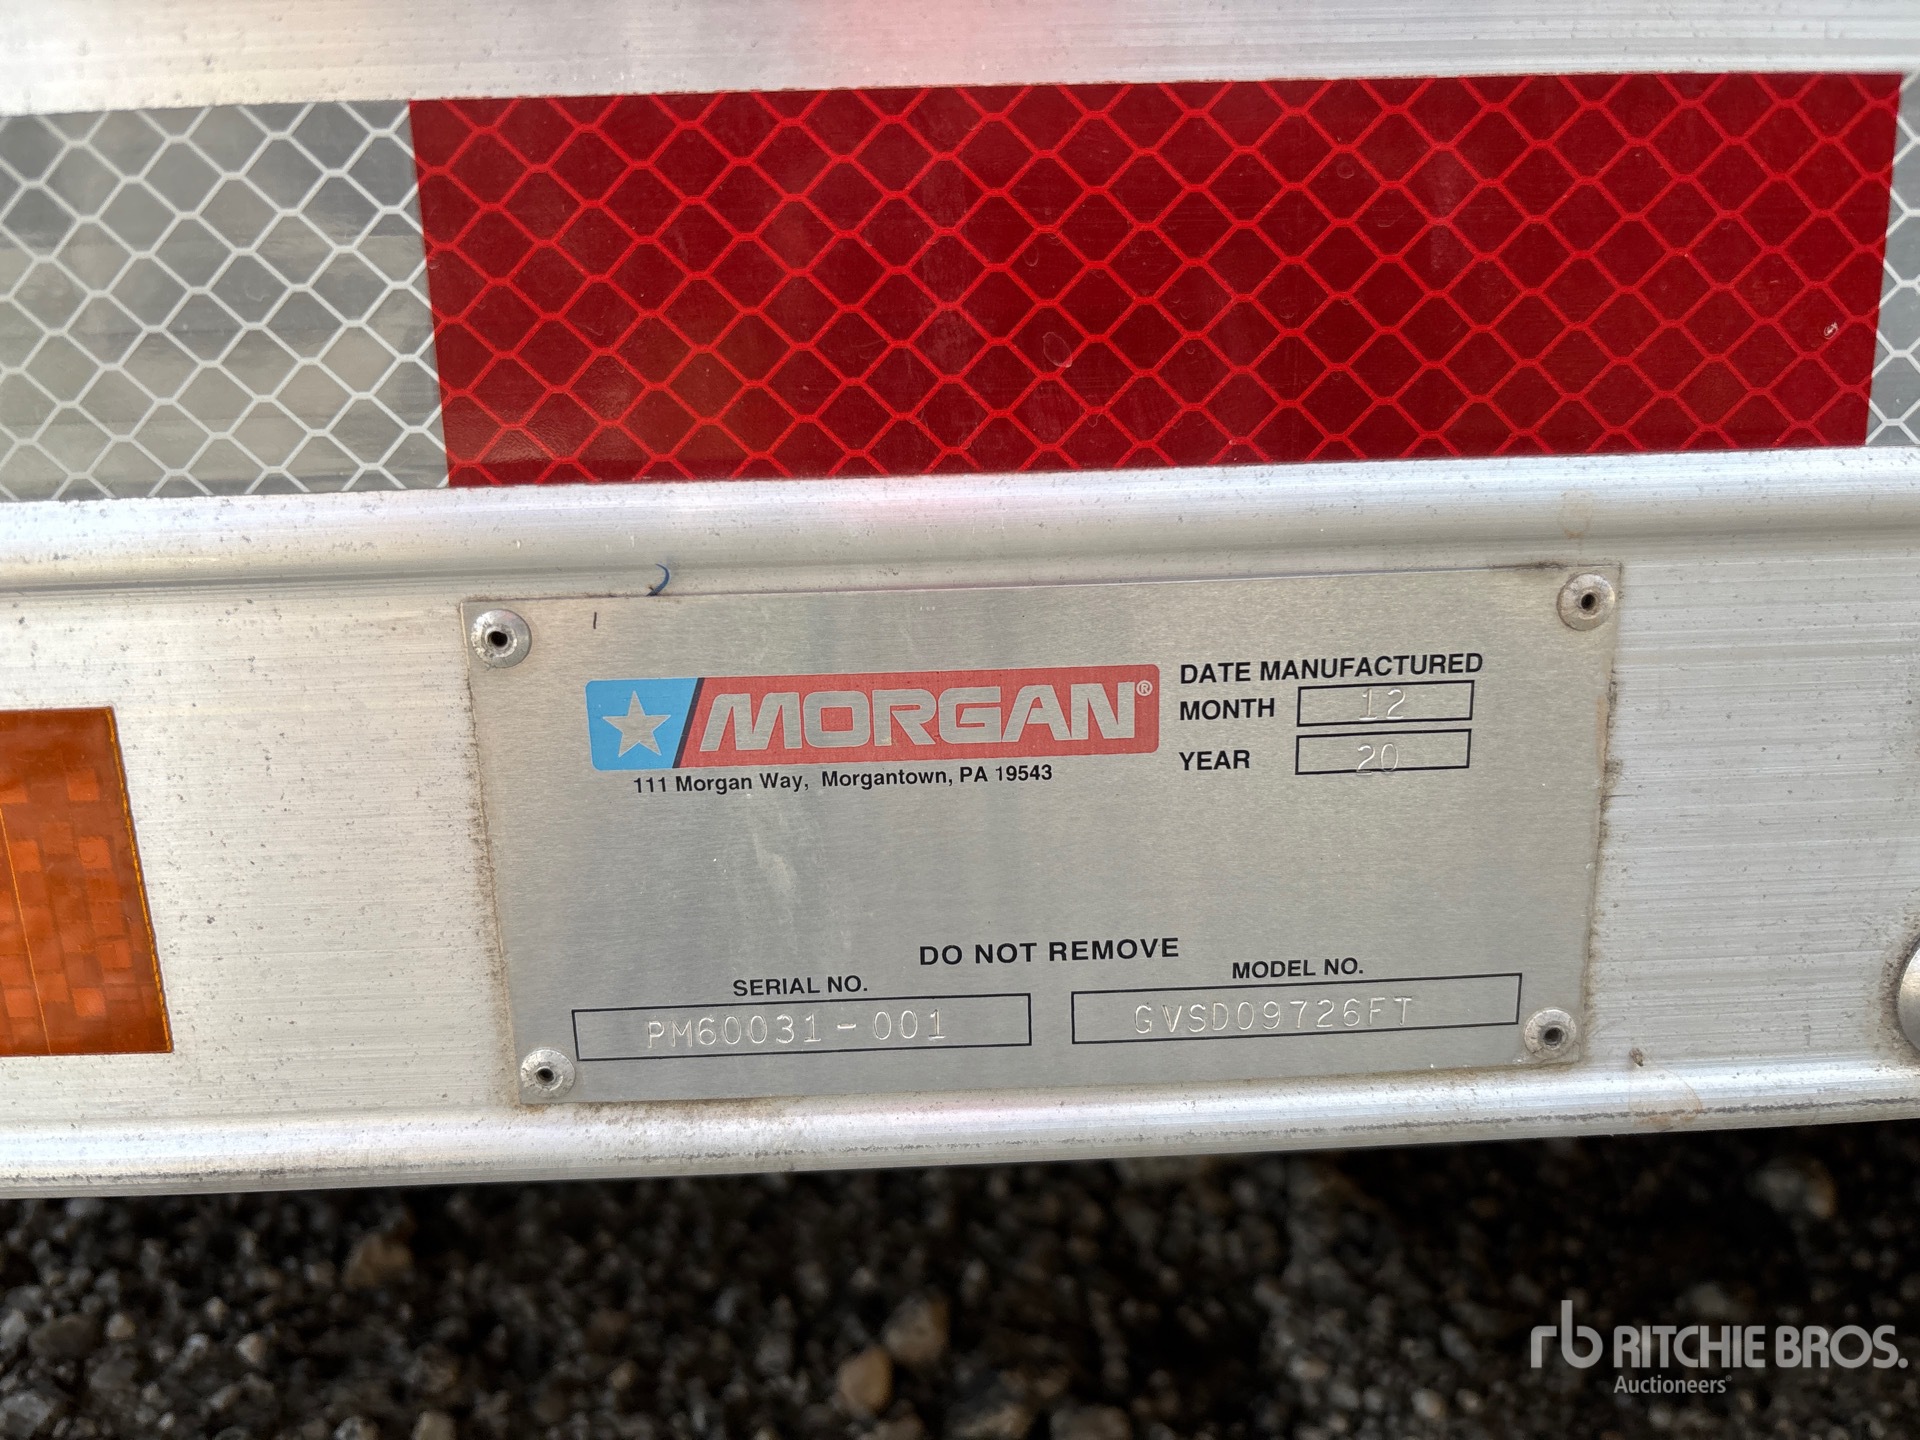 MORGAN®
111 Morgan Way, Morgantown, PA 19543
DATE MANUFACTURED
MONTH 12
YEAR 20
DO NOT REMOVE
SERIAL NO.
PM60031-001
MODEL NO.
GVSD09726FT
rb RITCHIE BROS.
Auctioneers